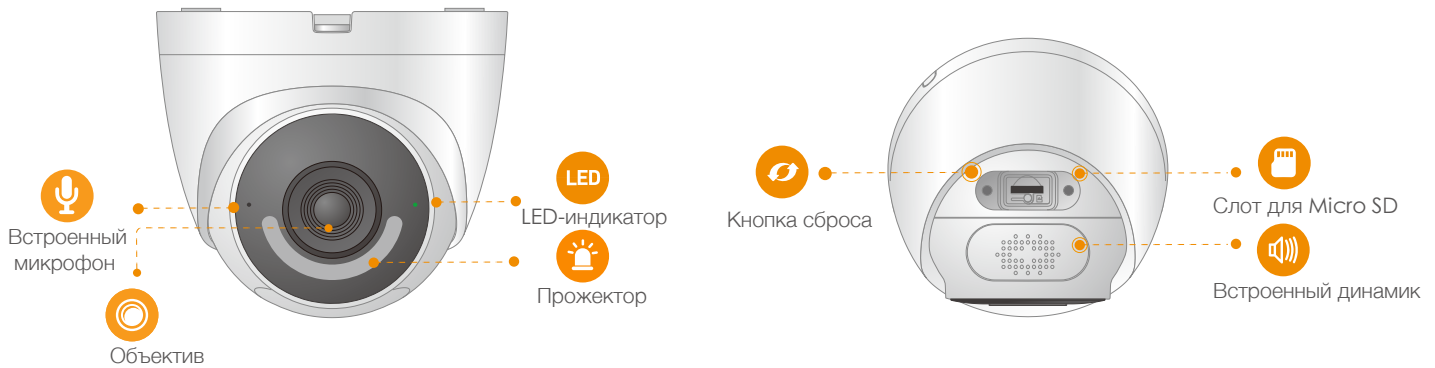 Встроенный
микрофон
Объектив
LED
LED-индикатор
Прожектор
Кнопка сброса
Слот для Micro SD
Встроенный динамик